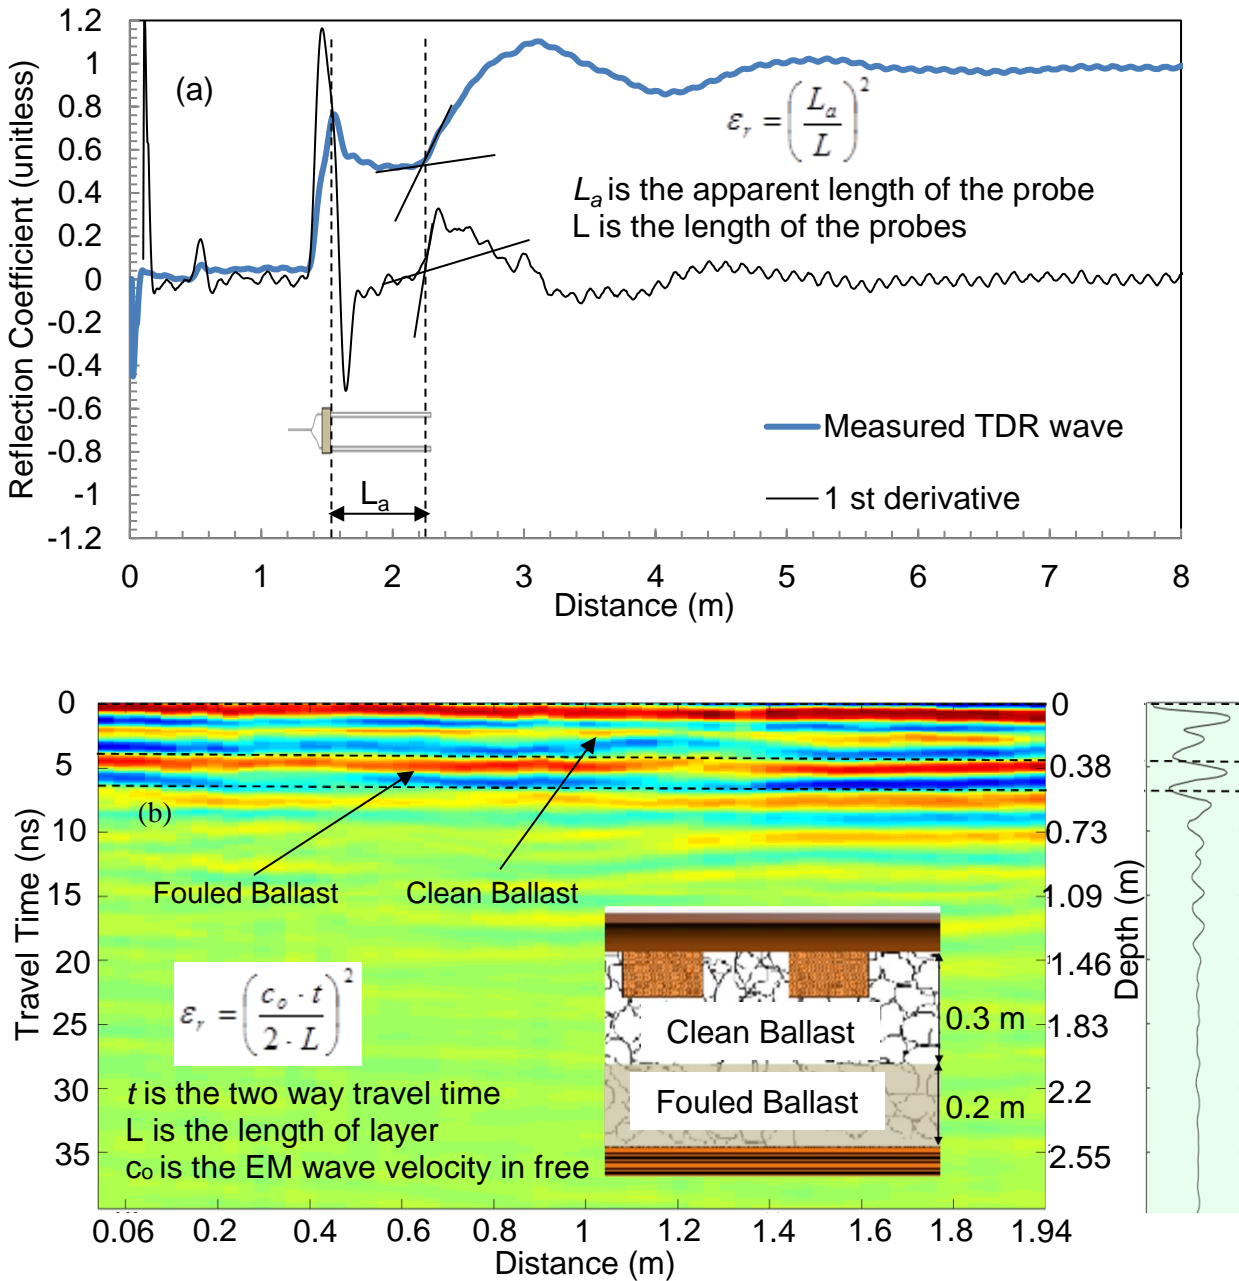 1.2
1
0.8
0.6
0.4
0.2
0
-0.2
-0.4
-0.6
-0.8
-1
-1.2
Reflection Coefficient (unitless)
(a)
εr = (La / L)^2
La is the apparent length of the probe
L is the length of the probes
Measured TDR wave
1 st derivative
La
0 1 2 3 4 5 6 7 8
Distance (m)
0
5
10
15
20
25
30
35
Travel Time (ns)
(b)
Fouled Ballast
Clean Ballast
εr = (co · t / 2 · L)^2
t is the two way travel time
L is the length of layer
co is the EM wave velocity in free
Clean Ballast
Fouled Ballast
0.3 m
0.2 m
0
0.38
0.73
1.09
1.46
1.83
2.2
2.55
Depth (m)
0.06 0.2 0.4 0.6 0.8 1 1.2 1.4 1.6 1.8 1.94
Distance (m)